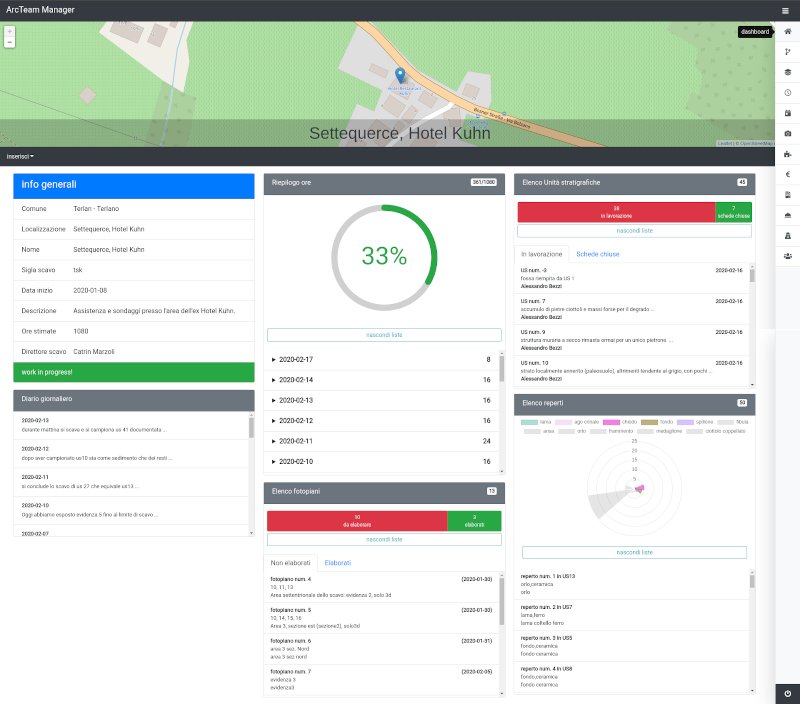 ArcTeam Manager
dashboard
+
−
Hotel Restaurant
Kuhn
Bozner Straße - Via Bolzano
Settequerce, Hotel Kuhn
Leaflet | © OpenStreetMap
inserisci
info generali
Comune Terlan - Terlano
Localizzazione Settequerce, Hotel Kuhn
Nome Settequerce, Hotel Kuhn
Sigla scavo tsk
Data inizio 2020-01-08
Descrizione Assistenza e sondaggi presso l'area dell'ex Hotel Kuhn.
Ore stimate 1080
Direttore scavo Catrin Marzoli
work in progress!
Diario giornaliero
2020-02-13
durante mattina si scava e si campiona us 41 documentata ...
2020-02-12
dopo aver campionato us10 sia come sedimento che dei resti ...
2020-02-11
si conclude lo scavo di us 27 che equivale us13 ...
2020-02-10
Oggi abbiamo esposto evidenza 5 fino al limite di scavo ...
2020-02-07
Riepilogo ore 361/1080
33%
nascondi liste
2020-02-17 8
2020-02-14 16
2020-02-13 16
2020-02-12 16
2020-02-11 24
2020-02-10 16
Elenco fotopiani 13
10
da elaborare
3
elaborati
nascondi liste
Non elaborati Elaborati
fotopiano num. 4 (2020-01-30)
10, 11, 13
Area settentrionale dello scavo: evidenza 2, solo 3d
fotopiano num. 5 (2020-01-30)
10, 14, 15, 16
Area 3, sezione est (sezione2), solo3d
fotopiano num. 6 (2020-01-31)
area 3 sez. Nord
area 3 sez nord
fotopiano num. 7 (2020-02-05)
evidenza 3
evidenza3
Elenco Unità stratigrafiche 45
38
in lavorazione
7
schede chiuse
nascondi liste
In lavorazione Schede chiuse
US num. -3 2020-02-16
fossa riempita da US 1
Alessandro Bezzi
US num. 7 2020-02-16
accumulo di pietre ciottoli e massi forse per il degrado ...
Alessandro Bezzi
US num. 9 2020-02-16
struttura muraria a secco rimasta ormai per un unico pietrone. ...
Alessandro Bezzi
US num. 10 2020-02-16
strato localmente annerito (paleosuolo), altrimenti tendente al grigio, con pochi ...
Alessandro Bezzi
Elenco reperti 50
lama ago crinale chiodo fondo spillone fibula
ansa orlo frammento medaglione ciotolo coppellato
25
20
15
10
5
nascondi liste
reperto num. 1 in US13
orlo,ceramica
orlo
reperto num. 2 in US7
lama,ferro
lama coltello ferro
reperto num. 3 in US5
fondo,ceramica
fondo ceramica
reperto num. 4 in US8
fondo,ceramica
fondo ceramica